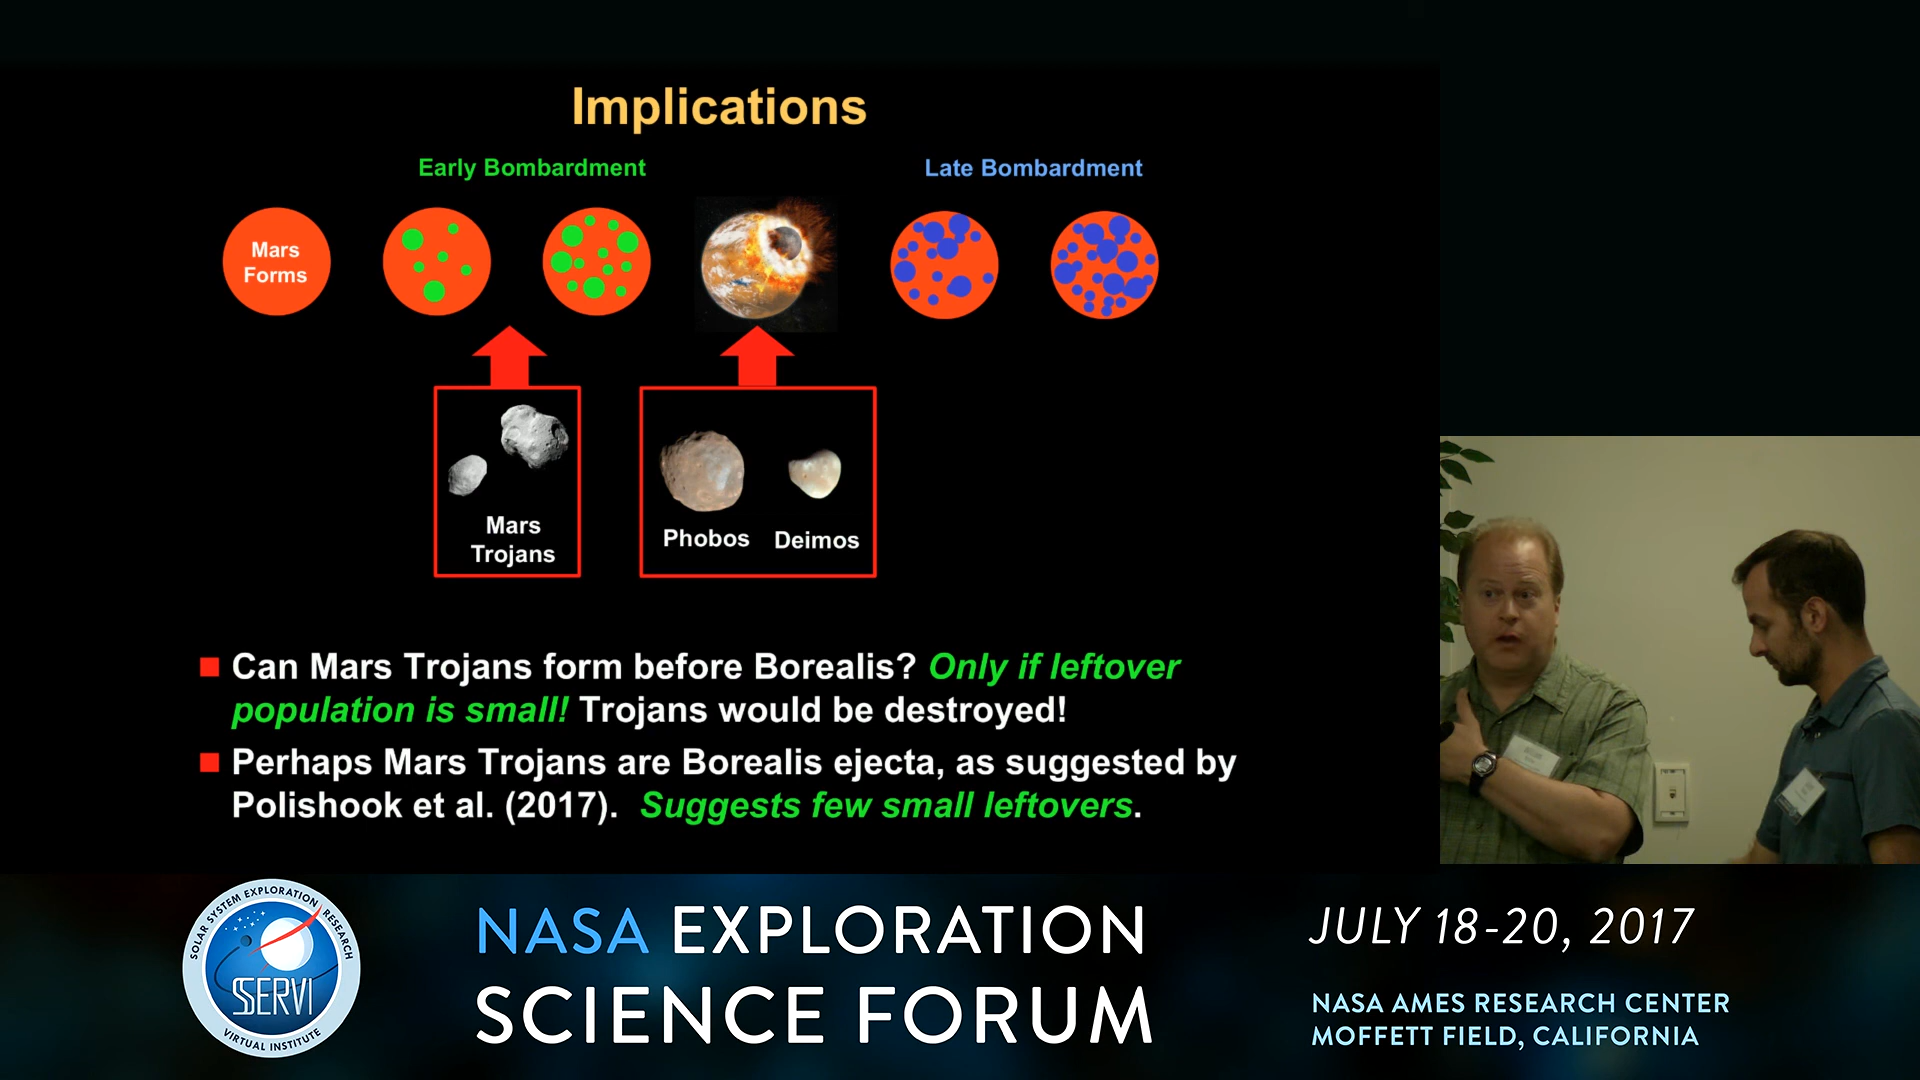 Implications
Early Bombardment
Late Bombardment
Mars
Forms
Mars
Trojans
Phobos
Deimos
Can Mars Trojans form before Borealis? Only if leftover
population is small! Trojans would be destroyed!
Perhaps Mars Trojans are Borealis ejecta, as suggested by
Polishook et al. (2017). Suggests few small leftovers.
SOLAR SYSTEM EXPLORATION RESEARCH
SSERVI
VIRTUAL INSTITUTE
NASA EXPLORATION
SCIENCE FORUM
JULY 18-20, 2017
NASA AMES RESEARCH CENTER
MOFFETT FIELD, CALIFORNIA